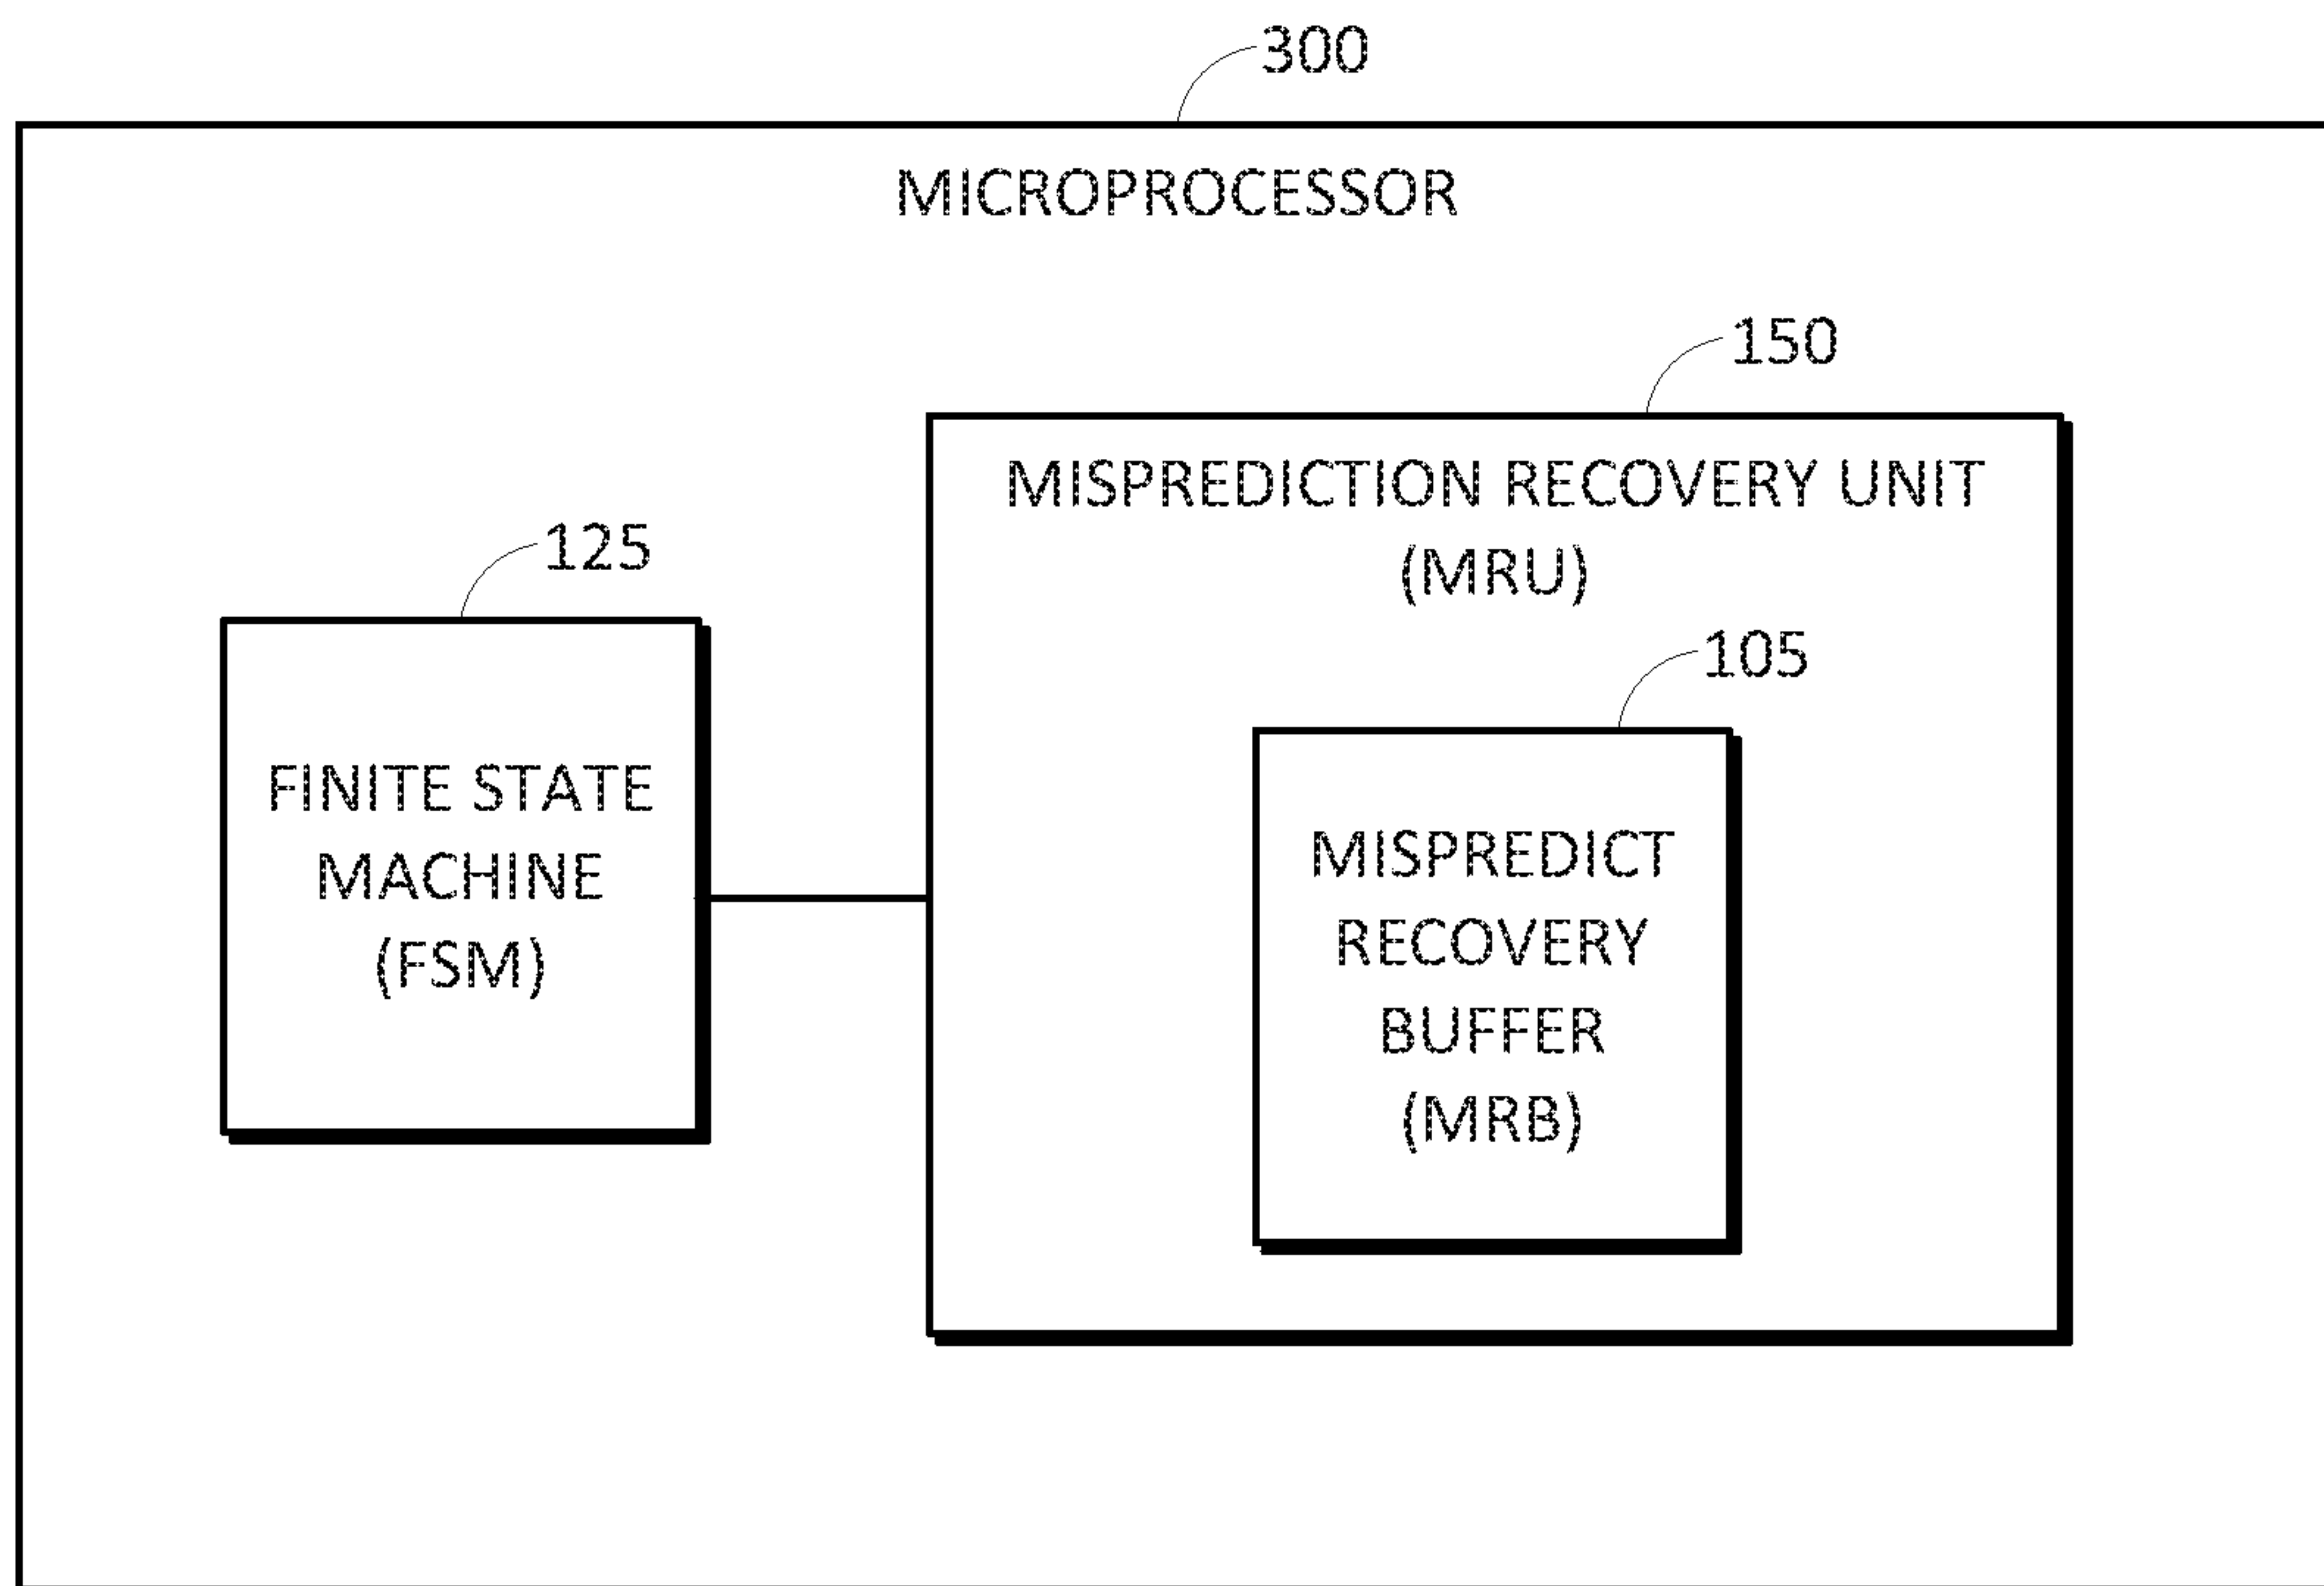 300
MICROPROCESSOR
150
MISPREDICTION RECOVERY UNIT
(MRU)
125
FINITE STATE
MACHINE
(FSM)
105
MISPREDICT
RECOVERY
BUFFER
(MRB)